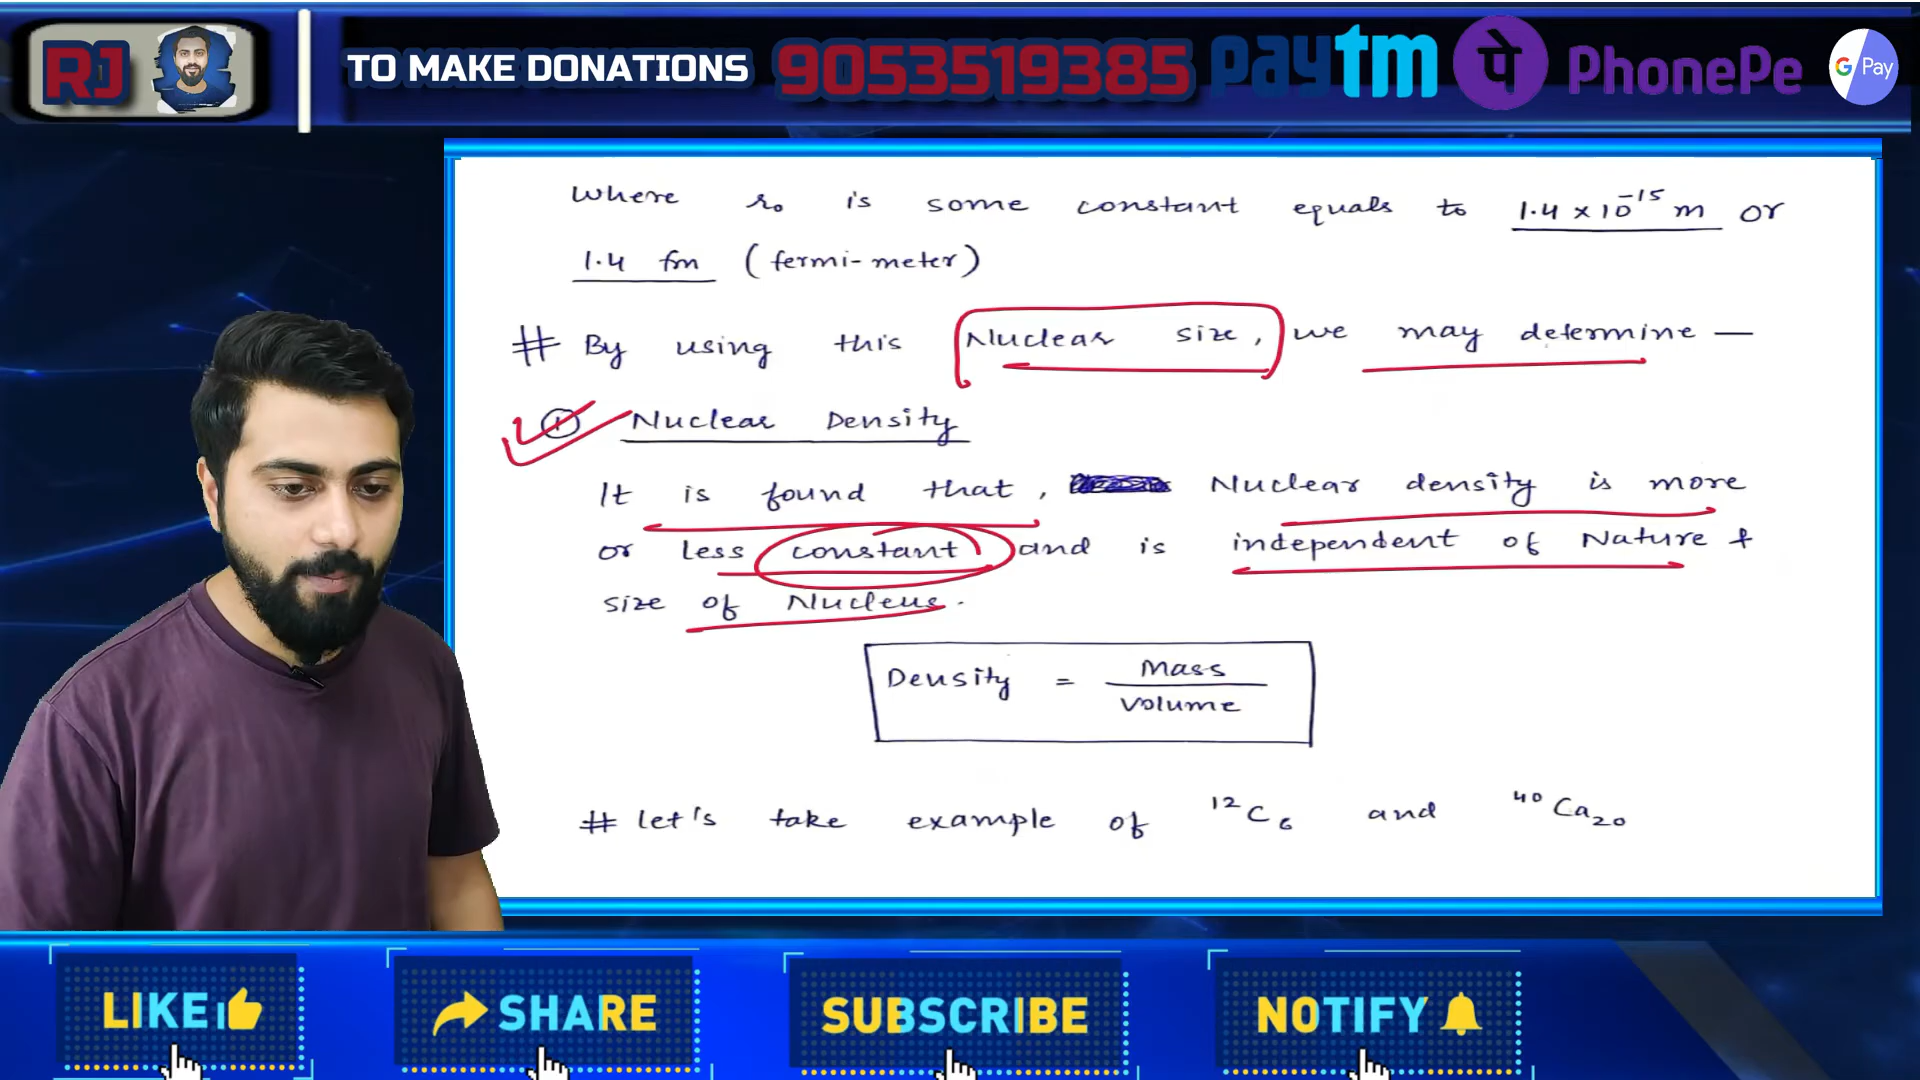 RJ TO MAKE DONATIONS 9053519385 paytm पे PhonePe G Pay
Where r₀ is some constant equals to 1.4 × 10⁻¹⁵ m or
1.4 fm (fermi-meter)
# By using this Nuclear size, we may determine —
① Nuclear Density
It is found that, Nuclear density is more
or less constant and is independent of Nature &
size of Nucleus.
Density = Mass
Volume
# let's take example of ¹²C₆ and ⁴⁰Ca₂₀
LIKE SHARE SUBSCRIBE NOTIFY